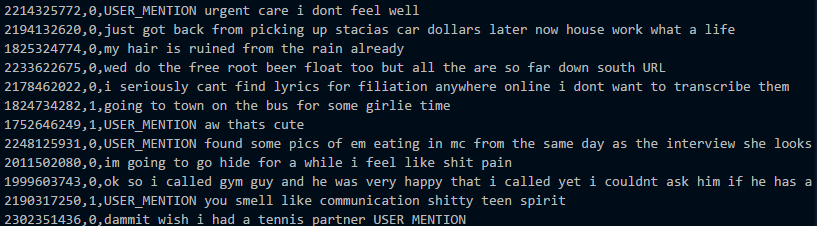 2214325772,0,USER_MENTION urgent care i dont feel well
2194132620,0,just got back from picking up stacias car dollars later now house work what a life
1825324774,0,my hair is ruined from the rain already
2233622675,0,wed do the free root beer float too but all the are so far down south URL
2178462022,0,i seriously cant find lyrics for filiation anywhere online i dont want to transcribe them
1824734282,1,going to town on the bus for some girlie time
1752646249,1,USER_MENTION aw thats cute
2248125931,0,USER_MENTION found some pics of em eating in mc from the same day as the interview she looks
2011502080,0,im going to go hide for a while i feel like shit pain
1999603743,0,ok so i called gym guy and he was very happy that i called yet i couldnt ask him if he has a
2190317250,1,USER_MENTION you smell like communication shitty teen spirit
2302351436,0,dammit wish i had a tennis partner USER_MENTION